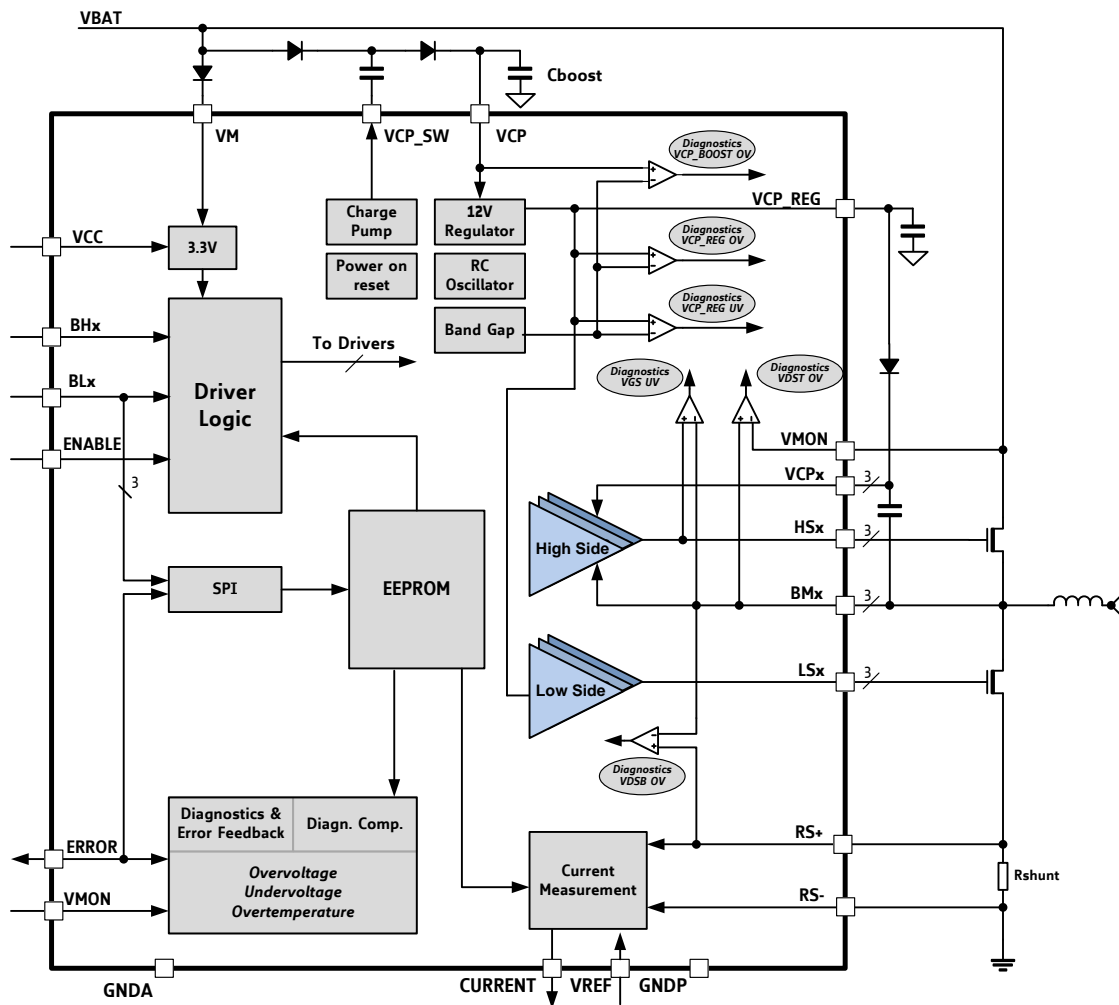 VBAT
Cboost
VM
VCP_SW
VCP
Diagnostics
VCP_BOOST OV
Charge
Pump
12V
Regulator
VCP_REG
VCC
3.3V
Power on
reset
RC
Oscillator
Diagnostics
VCP_REG OV
Band Gap
Diagnostics
VCP_REG UV
BHx
To Drivers
BLx
Driver
Logic
Diagnostics
VGS UV
Diagnostics
VDST OV
ENABLE
VMON
3
VCPx
3
High Side
HSx
3
SPI
EEPROM
BMx
3
Low Side
LSx
3
Diagnostics
VDSB OV
Diagnostics &
Error Feedback
Diagn. Comp.
ERROR
Overvoltage
Undervoltage
Overtemperature
VMON
Current
Measurement
RS+
Rshunt
RS-
GNDA
CURRENT
VREF
GNDP